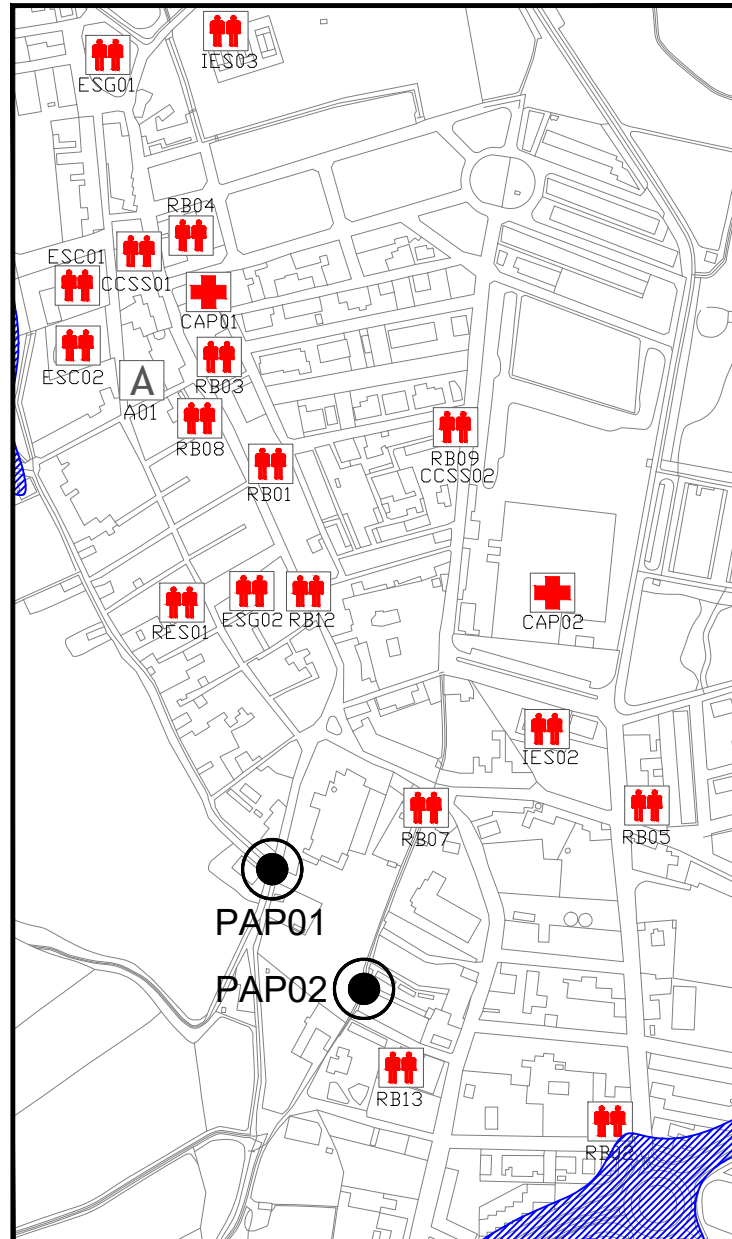 IES03
ESG01
RB04
ESC01
CCSS01
CAP01
ESC02
RB03
A
A01
RB08
RB09
CCSS02
RB01
RES01
ESG02
RB12
CAP02
IES02
RB07
RB05
PAP01
PAP02
RB13
RB02